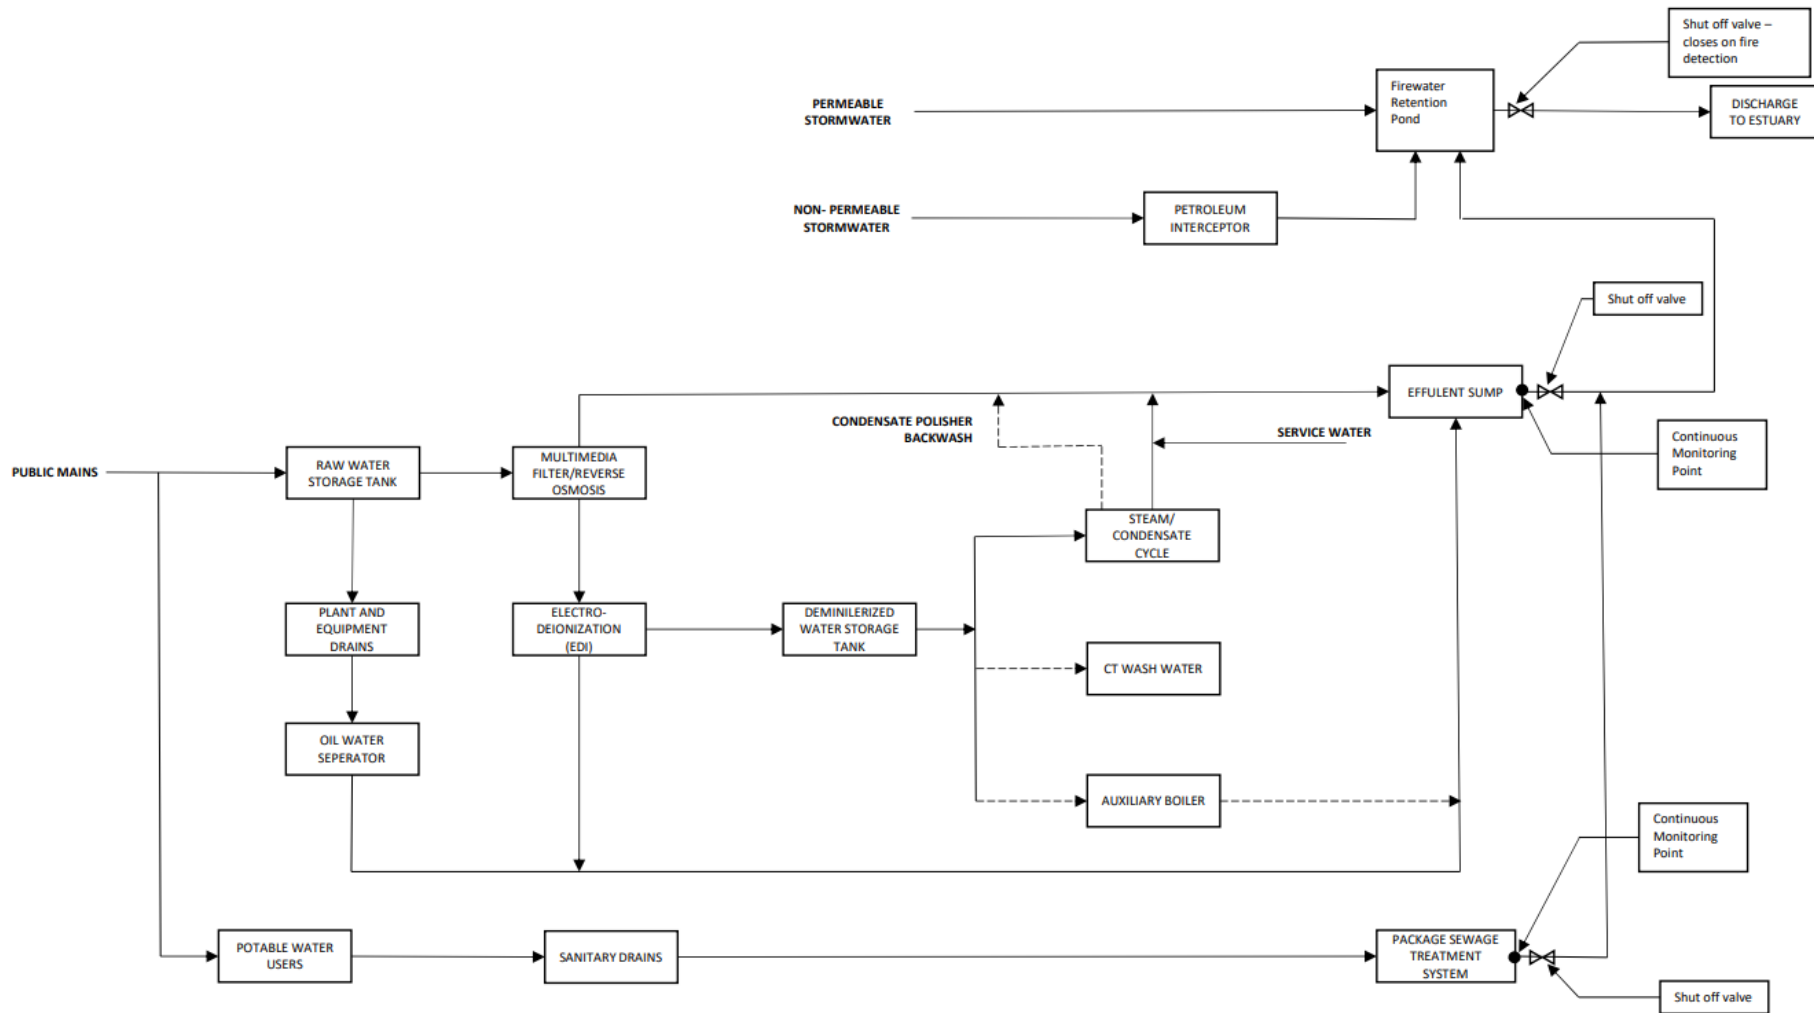 Shut off valve –
closes on fire
detection
Firewater
Retention
Pond
PERMEABLE
STORMWATER
DISCHARGE
TO ESTUARY
NON- PERMEABLE
STORMWATER
PETROLEUM
INTERCEPTOR
Shut off valve
EFFULENT SUMP
CONDENSATE POLISHER
BACKWASH
SERVICE WATER
Continuous
Monitoring
Point
PUBLIC MAINS
RAW WATER
STORAGE TANK
MULTIMEDIA
FILTER/REVERSE
OSMOSIS
STEAM/
CONDENSATE
CYCLE
PLANT AND
EQUIPMENT
DRAINS
ELECTRO-
DEIONIZATION
(EDI)
DEMINILERIZED
WATER STORAGE
TANK
CT WASH WATER
OIL WATER
SEPERATOR
AUXILIARY BOILER
Continuous
Monitoring
Point
POTABLE WATER
USERS
SANITARY DRAINS
PACKAGE SEWAGE
TREATMENT
SYSTEM
Shut off valve